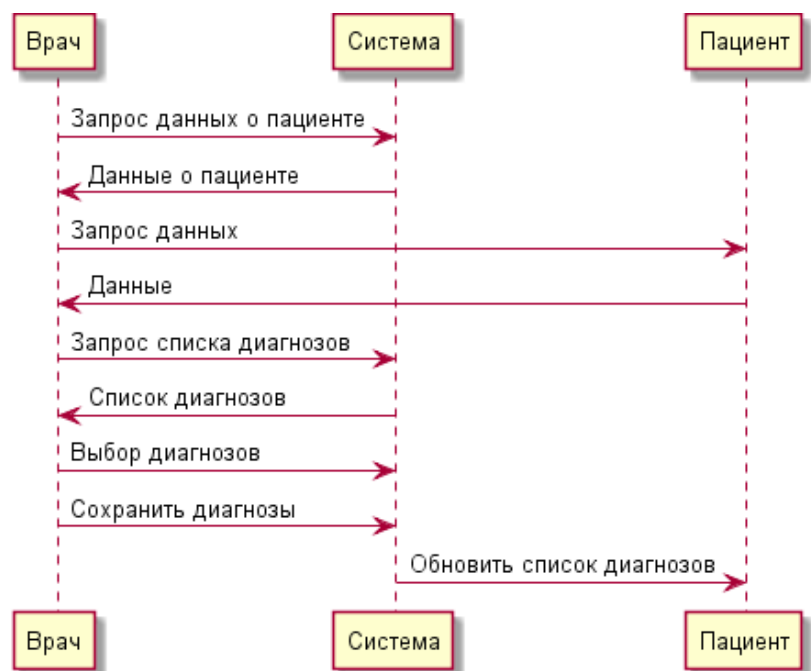 Врач Система Пациент
Запрос данных о пациенте
Данные о пациенте
Запрос данных
Данные
Запрос списка диагнозов
Список диагнозов
Выбор диагнозов
Сохранить диагнозы
Обновить список диагнозов
Врач Система Пациент